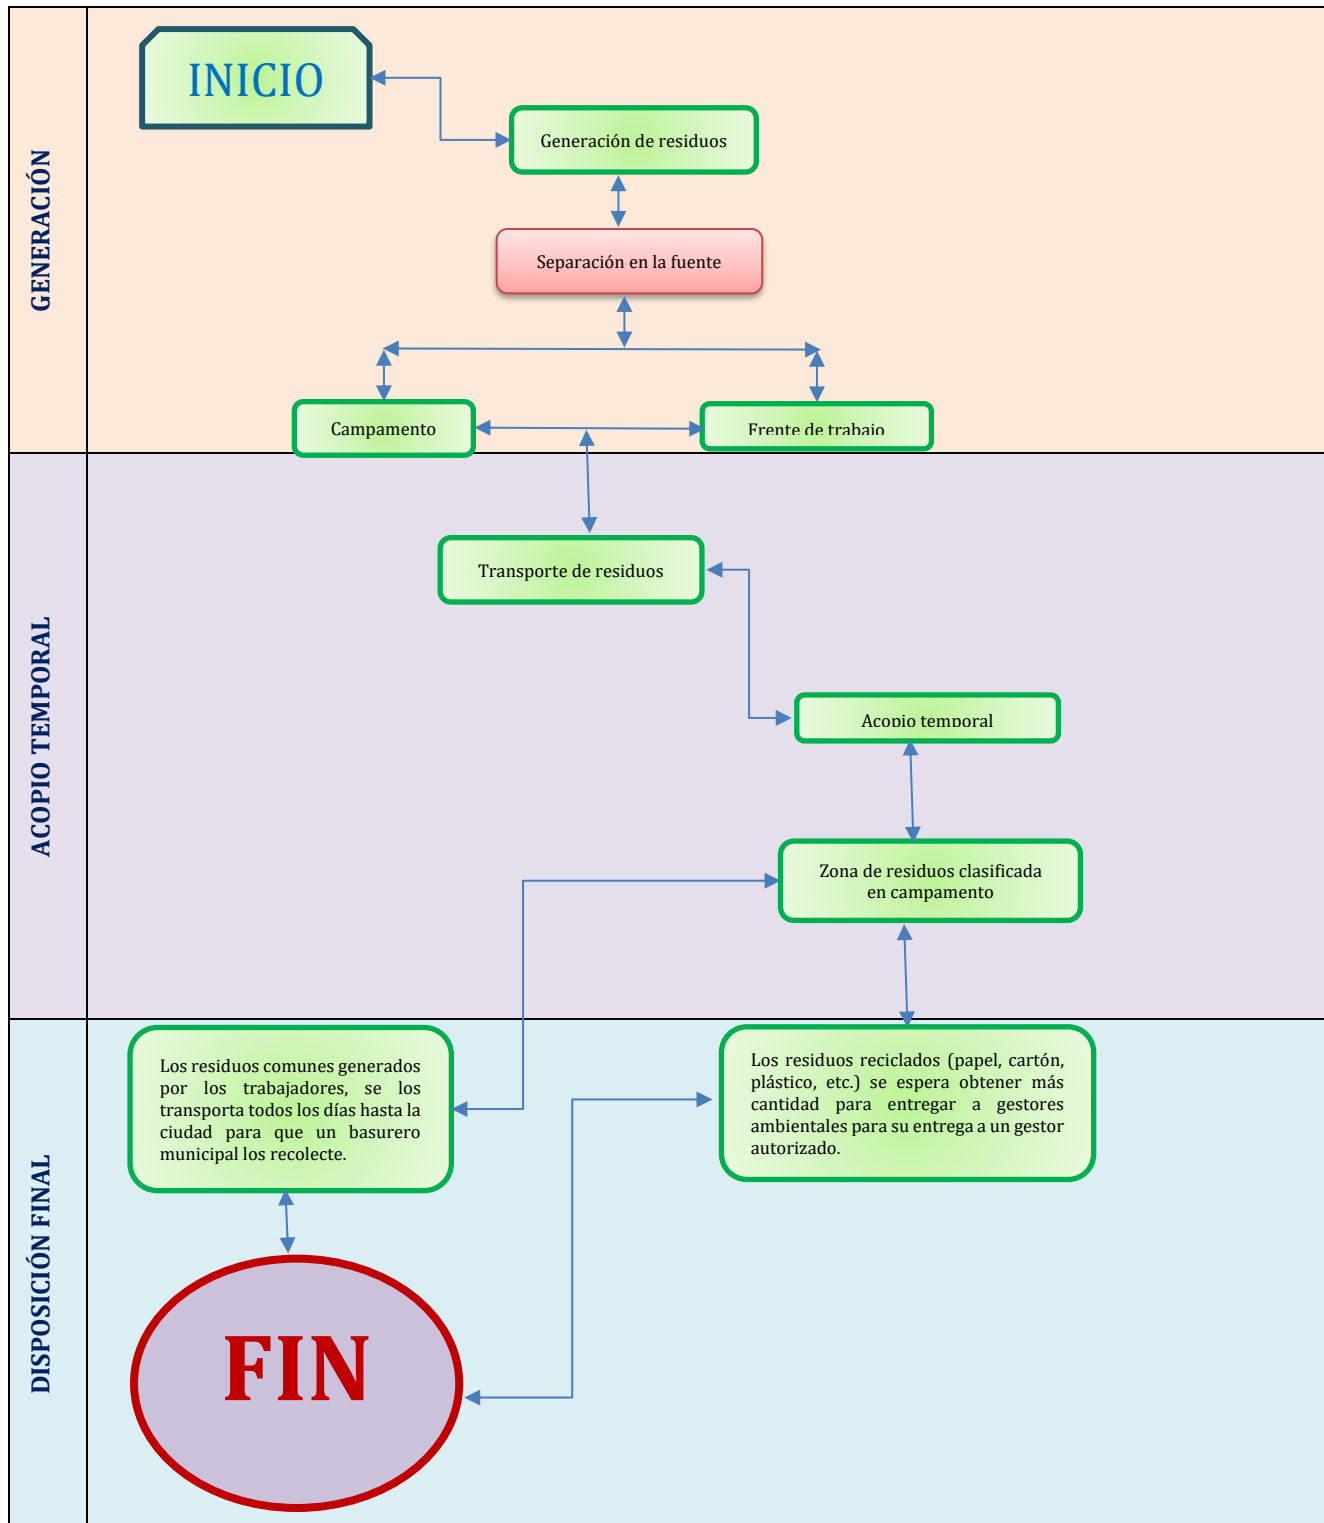 GENERACIÓN
INICIO
Generación de residuos
Separación en la fuente
Campamento
Frente de trabajo
ACOPIO TEMPORAL
Transporte de residuos
Acopio temporal
Zona de residuos clasificada
en campamento
DISPOSICIÓN FINAL
Los residuos comunes generados
por los trabajadores, se los
transporta todos los días hasta la
ciudad para que un basurero
municipal los recolecte.
Los residuos reciclados (papel, cartón,
plástico, etc.) se espera obtener más
cantidad para entregar a gestores
ambientales para su entrega a un gestor
autorizado.
FIN